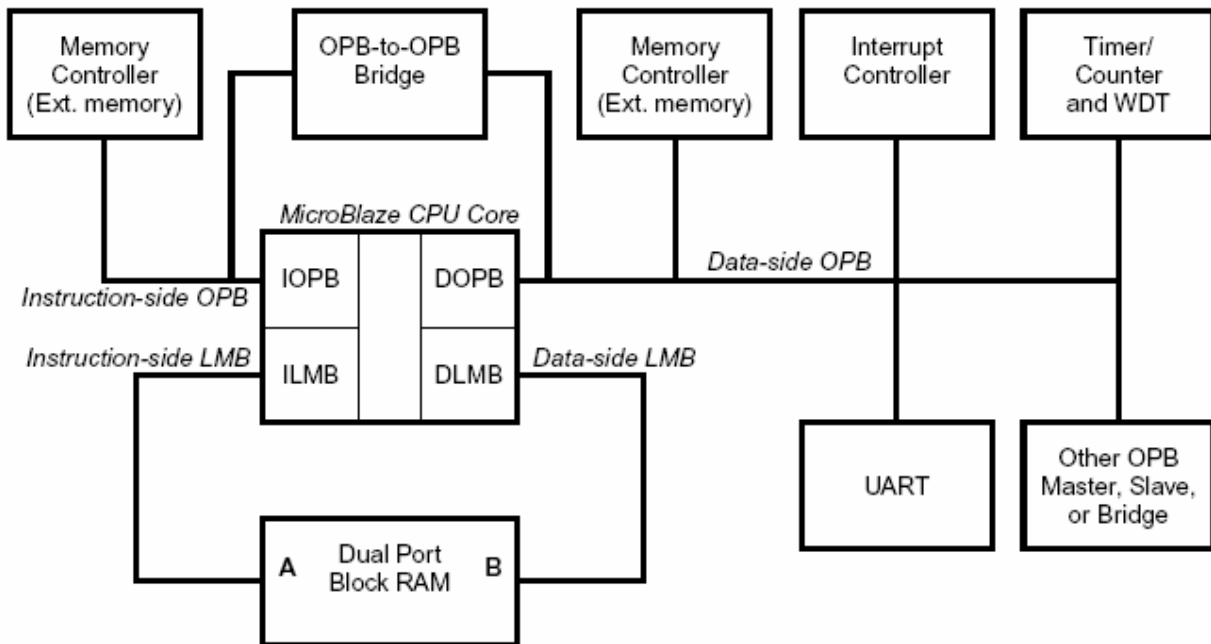 Memory
Controller
(Ext. memory)
OPB-to-OPB
Bridge
Memory
Controller
(Ext. memory)
Interrupt
Controller
Timer/
Counter
and WDT
MicroBlaze CPU Core
IOPB
DOPB
Data-side OPB
Instruction-side OPB
Instruction-side LMB
ILMB
DLMB
Data-side LMB
UART
Other OPB
Master, Slave,
or Bridge
A
Dual Port
Block RAM
B